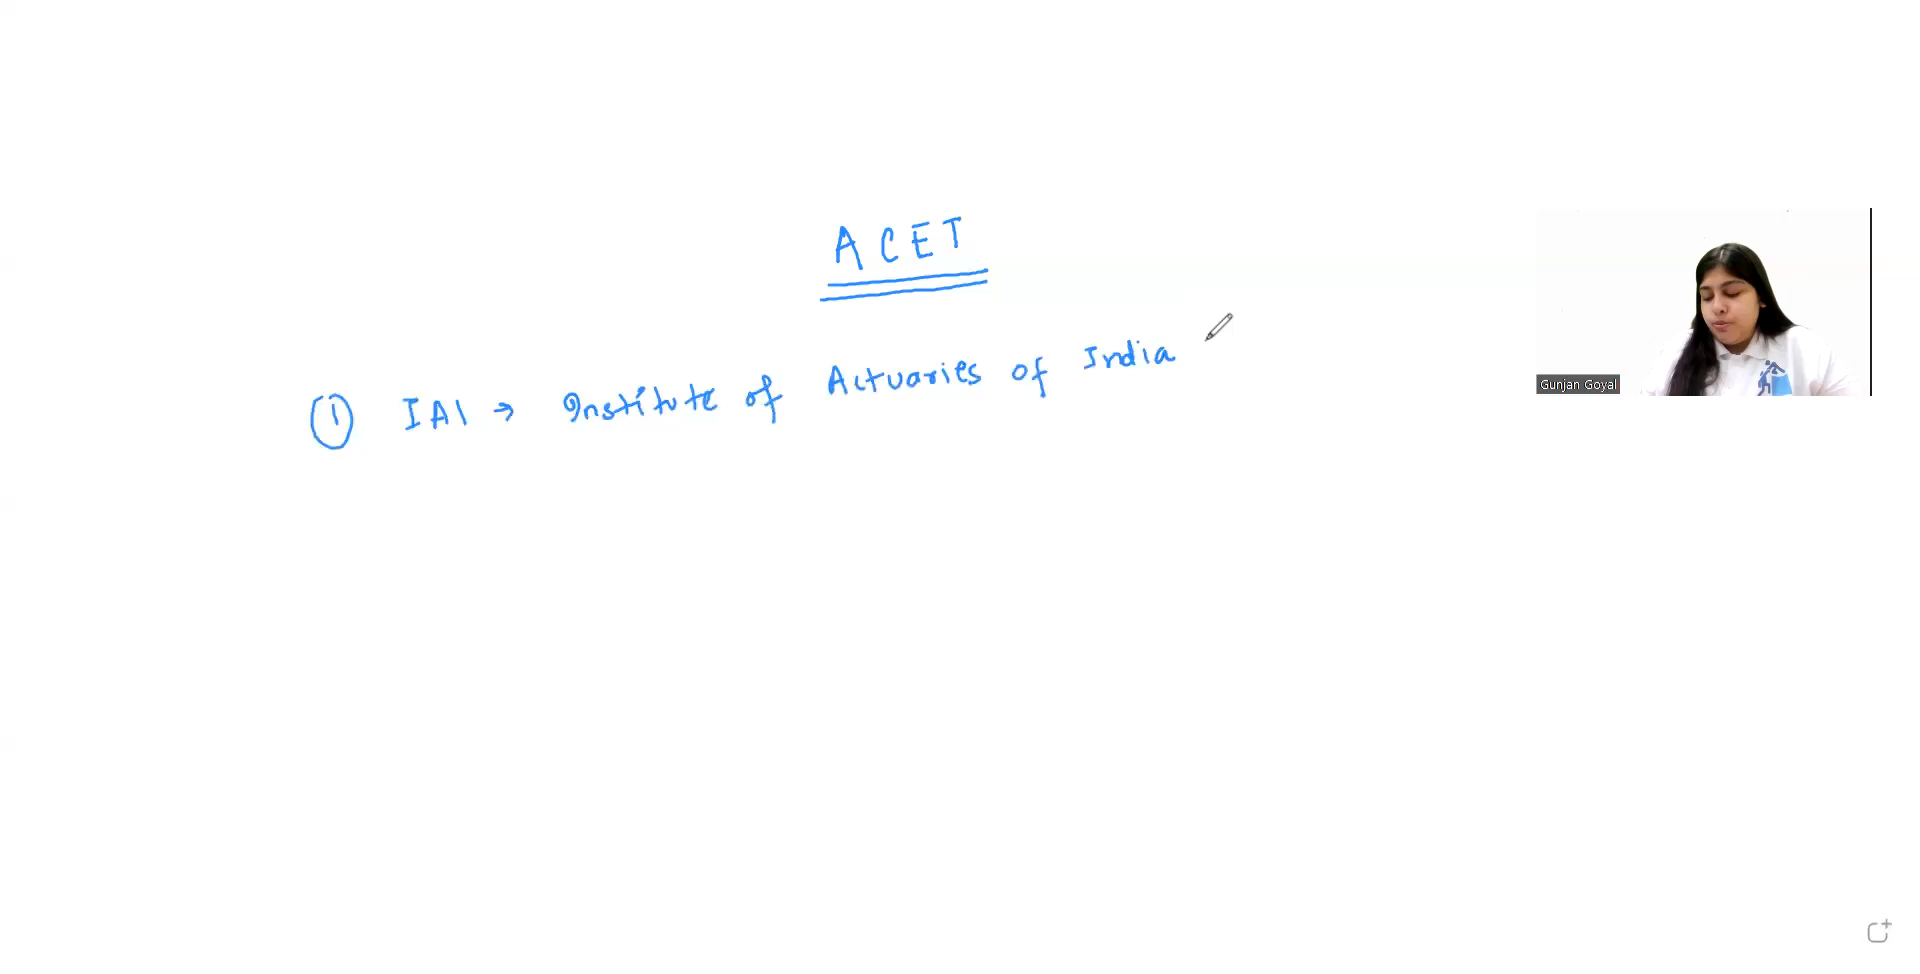 ACET
① IAI → Institute of Actuaries of India
Gunjan Goyal